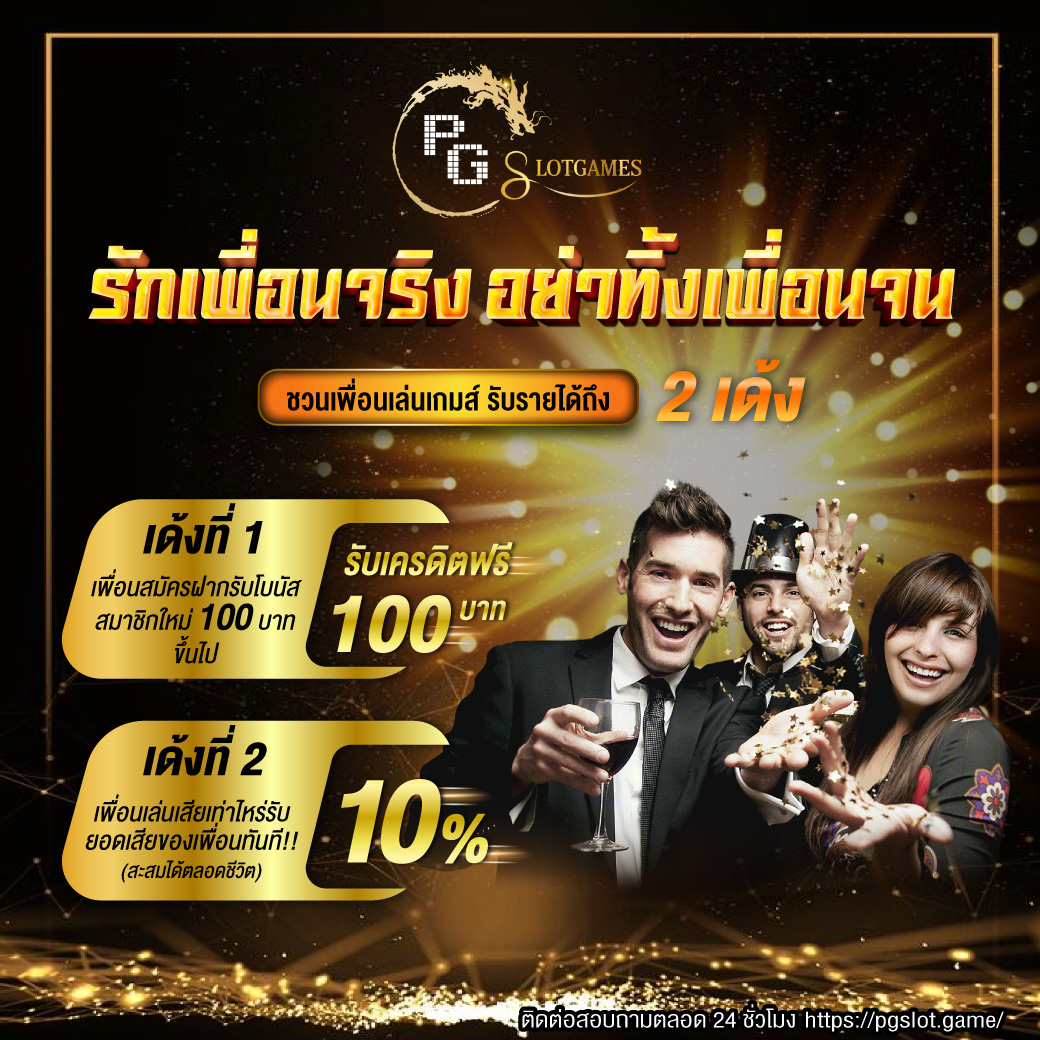 PG SLOTGAMES
รักเพื่อนจริง อย่าทิ้งเพื่อนจน
ชวนเพื่อนเล่นเกมส์ รับรายได้ถึง 2 เด้ง
เด้งที่ 1
เพื่อนสมัครฝากรับโบนัส
สมาชิกใหม่ 100 บาท
ขึ้นไป
รับเครดิตฟรี
100 บาท
เด้งที่ 2
เพื่อนเล่นเสียเท่าไหร่รับ
ยอดเสียของเพื่อนทันที!!
(สะสมได้ตลอดชีวิต)
10%
ติดต่อสอบถามตลอด 24 ชั่วโมง https://pgslot.game/